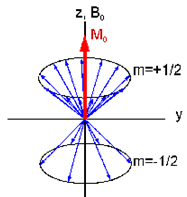 z, B₀
M₀
m=+1/2
y
m=-1/2